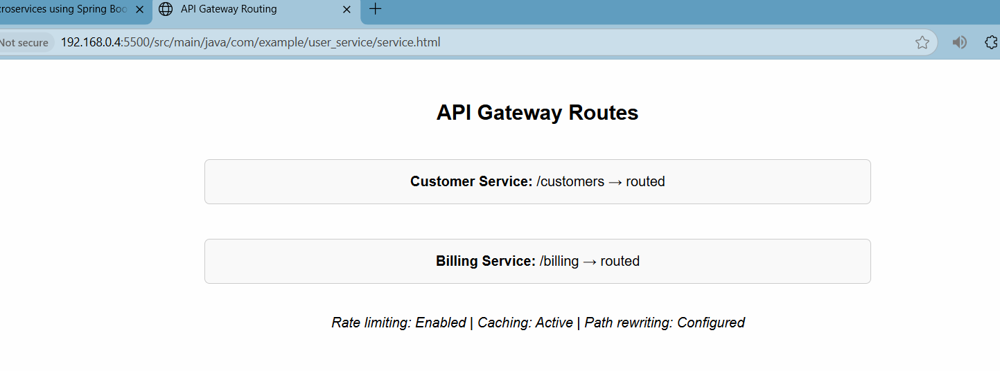 croservices using Spring Boo
API Gateway Routing
Not secure
192.168.0.4:5500/src/main/java/com/example/user_service/service.html
API Gateway Routes
Customer Service: /customers → routed
Billing Service: /billing → routed
Rate limiting: Enabled | Caching: Active | Path rewriting: Configured